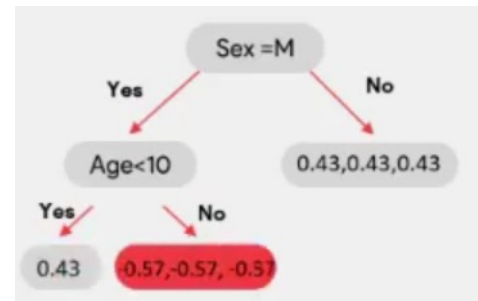 Sex =M
Yes
No
Age<10
0.43,0.43,0.43
Yes
No
0.43
-0.57,-0.57, -0.57